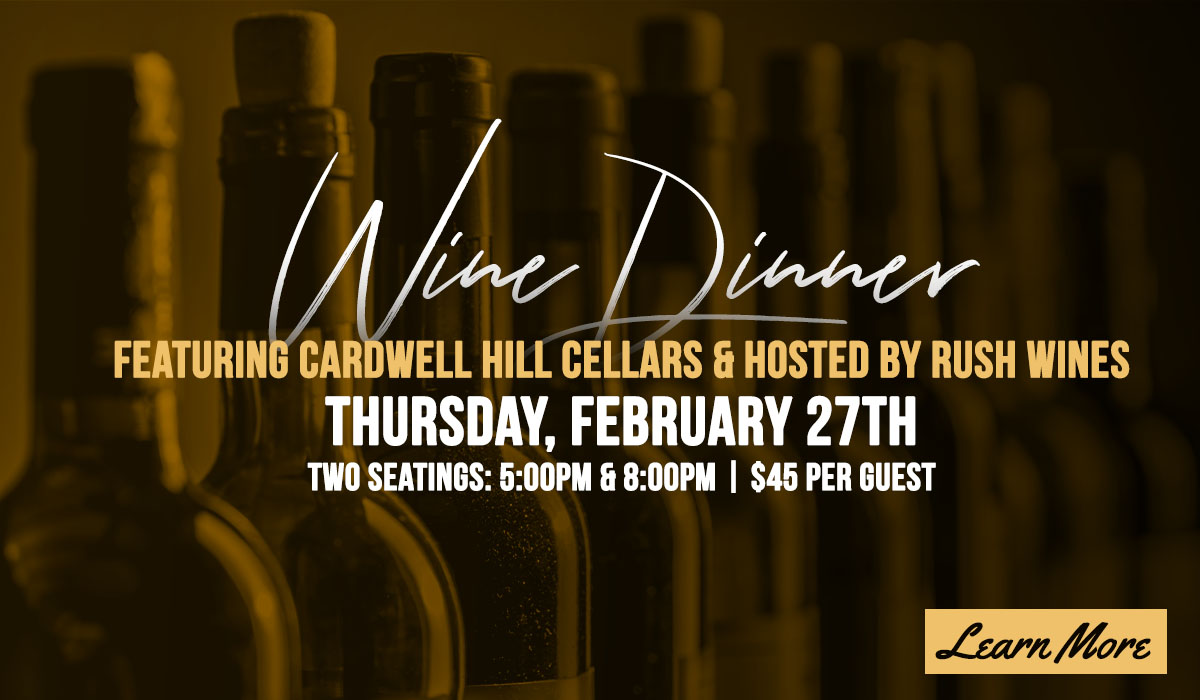 Wine Dinner
FEATURING CARDWELL HILL CELLARS & HOSTED BY RUSH WINES
THURSDAY, FEBRUARY 27TH
TWO SEATINGS: 5:00PM & 8:00PM | $45 PER GUEST
Learn More